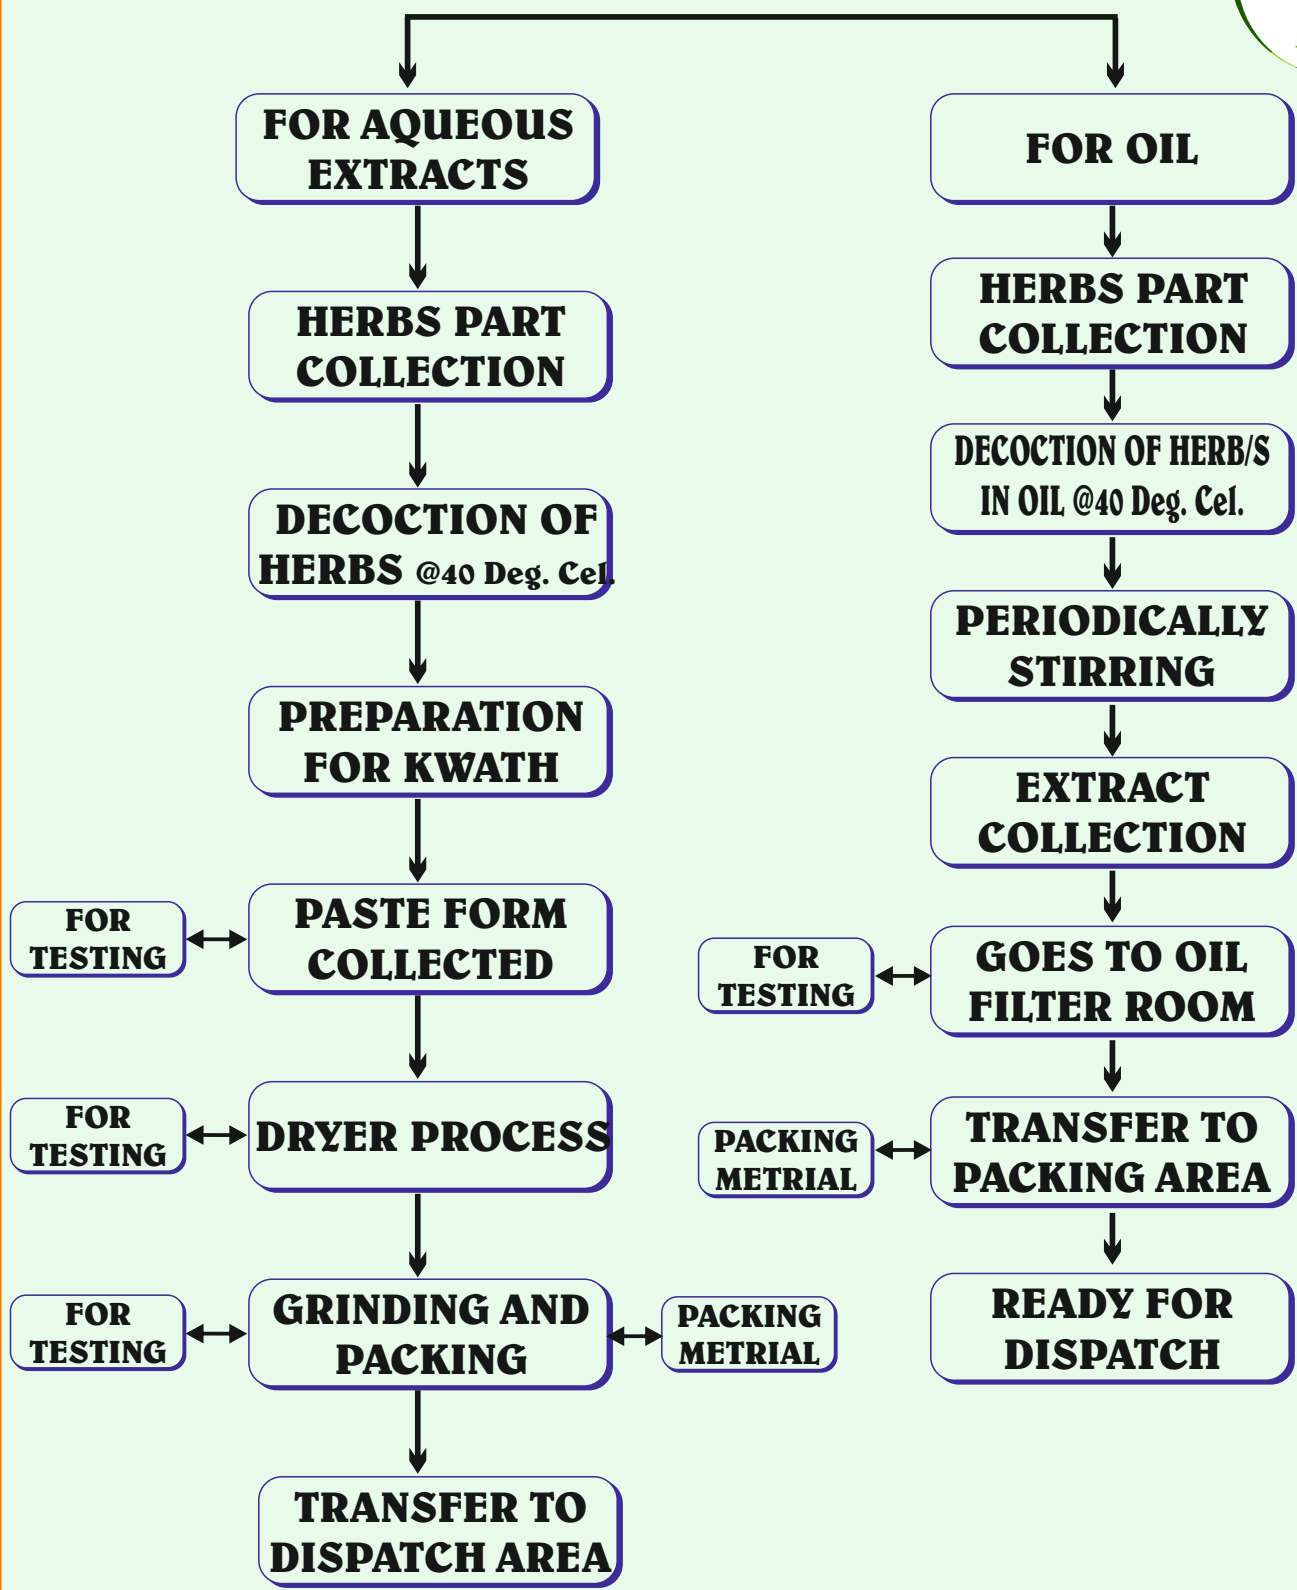 FOR AQUEOUS
EXTRACTS
HERBS PART
COLLECTION
DECOCTION OF
HERBS @40 Deg. Cel.
PREPARATION
FOR KWATH
PASTE FORM
COLLECTED
FOR
TESTING
DRYER PROCESS
FOR
TESTING
GRINDING AND
PACKING
FOR
TESTING
PACKING
METRIAL
TRANSFER TO
DISPATCH AREA
FOR OIL
HERBS PART
COLLECTION
DECOCTION OF HERB/S
IN OIL @40 Deg. Cel.
PERIODICALLY
STIRRING
EXTRACT
COLLECTION
GOES TO OIL
FILTER ROOM
FOR
TESTING
TRANSFER TO
PACKING AREA
PACKING
METRIAL
READY FOR
DISPATCH